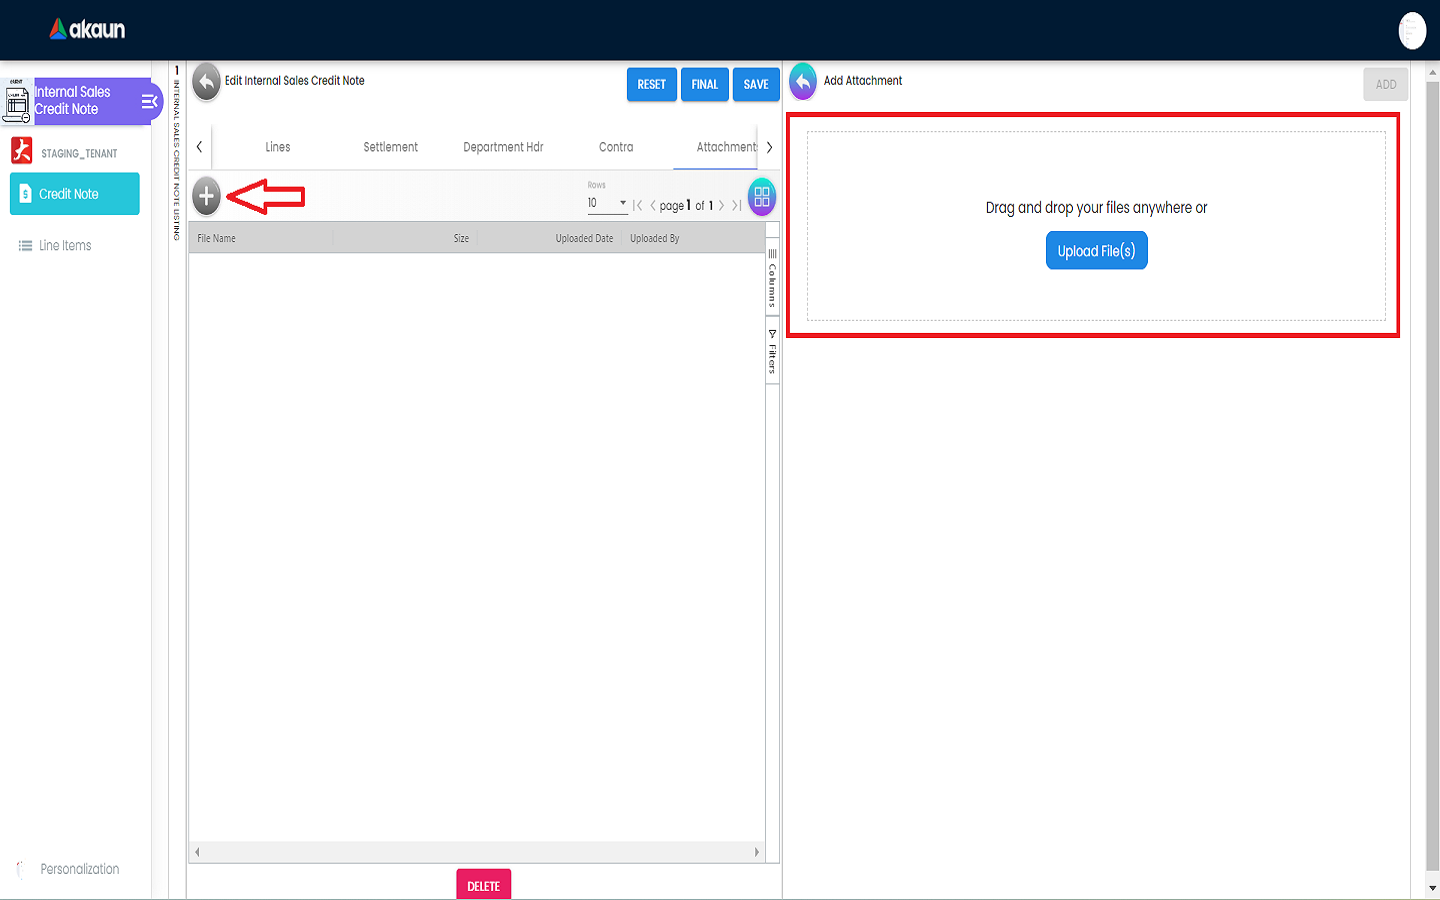 akaun
Internal Sales
Credit Note
STAGING_TENANT
Credit Note
Line Items
Personalization
1
INTERNAL SALES CREDIT NOTE LISTING
Edit Internal Sales Credit Note
RESET
FINAL
SAVE
Lines
Settlement
Department Hdr
Contra
Attachment
Rows
10
page 1 of 1
File Name
Size
Uploaded Date
Uploaded By
Columns
Filters
DELETE
Add Attachment
ADD
Drag and drop your files anywhere or
Upload File(s)